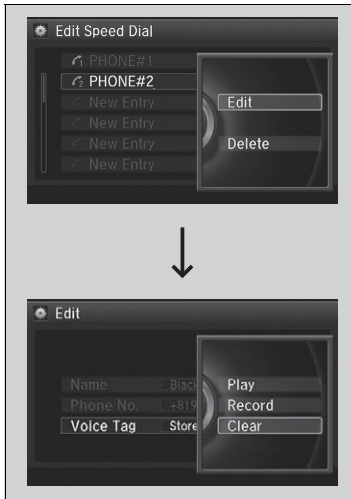 Edit Speed Dial
PHONE#1
PHONE#2
New Entry
New Entry
New Entry
New Entry
Edit
Delete
Edit
Name Black
Phone No. +819
Voice Tag Store
Play
Record
Clear